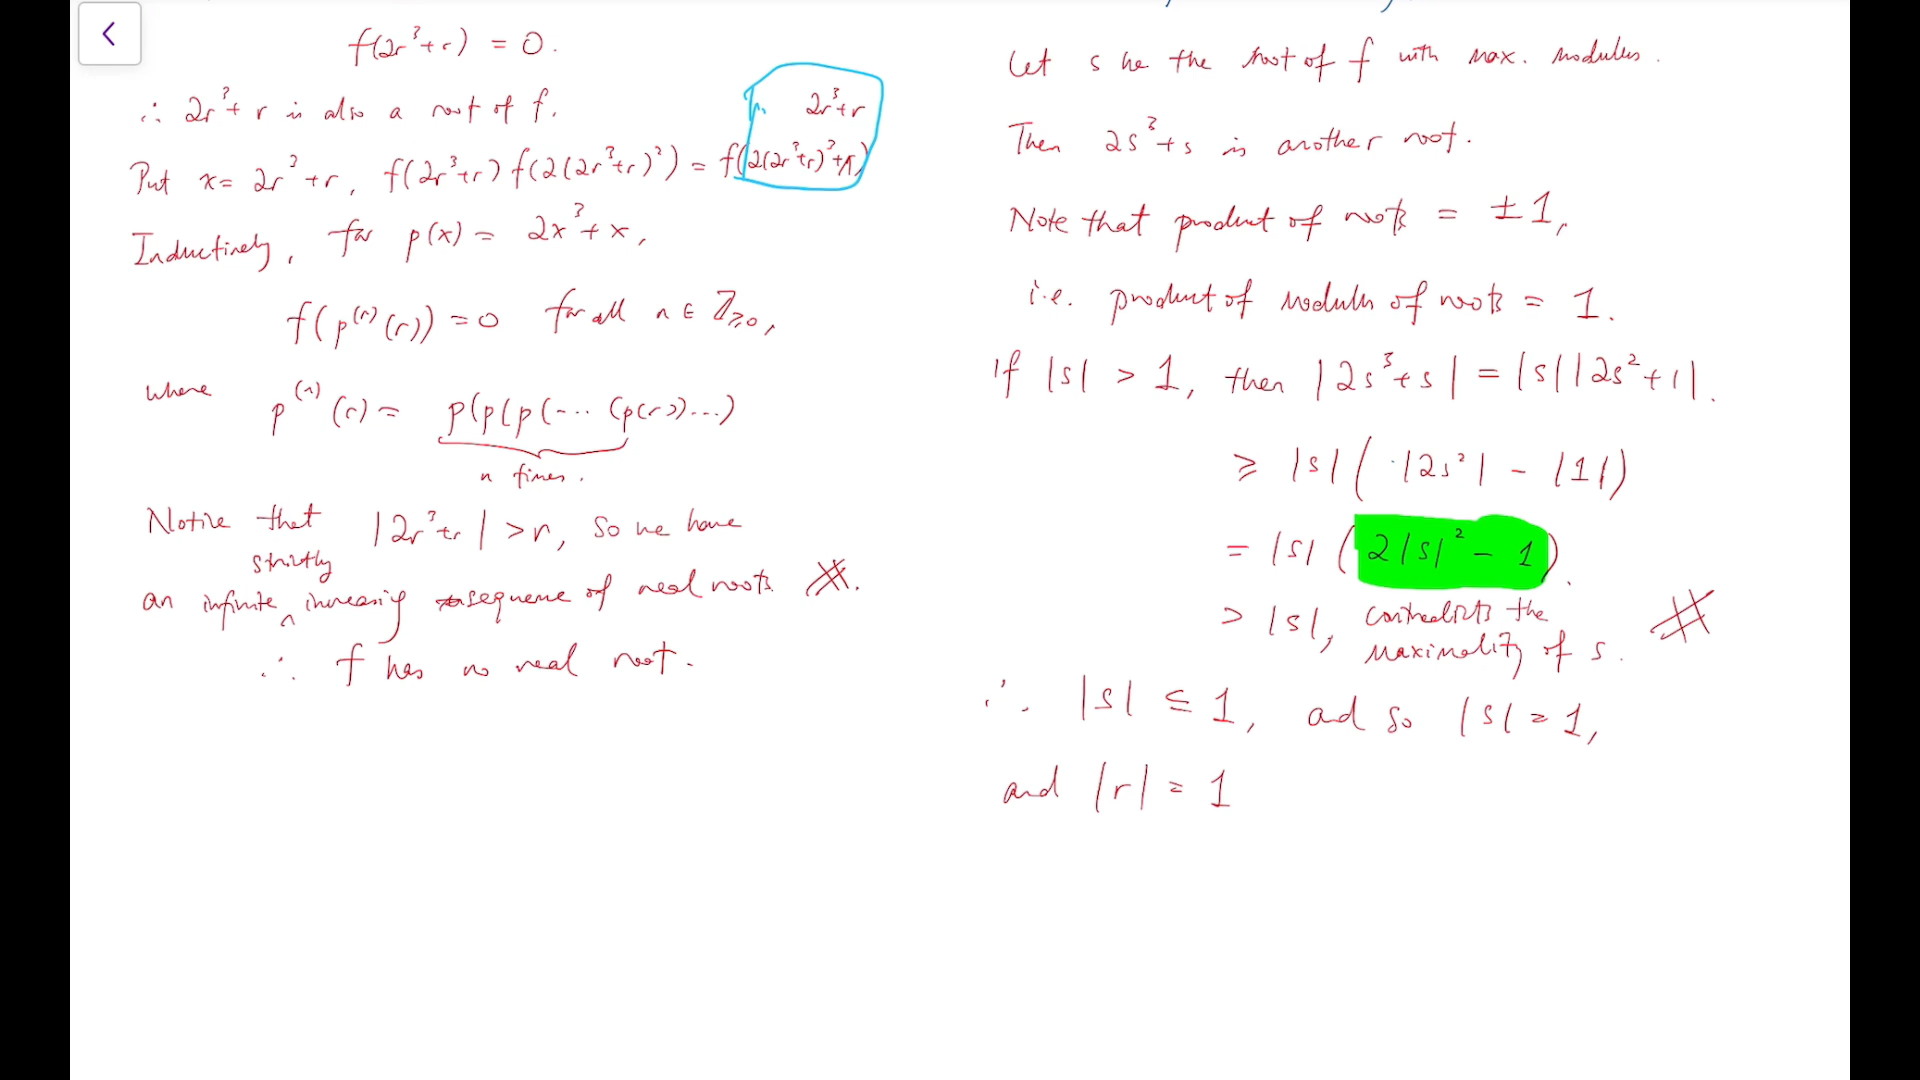 f(2r³+r) = 0.
∴ 2r³+r is also a root of f.
r. 2r³+r
Put x = 2r³+r, f(2r³+r) f(2(2r³+r)²) = f(2(2r³+r)³+
Inductively, for p(x) = 2x³+x,
f(p⁽ⁿ⁾(r)) = 0 for all n ∈ ℤ≥0,
where p⁽ⁿ⁾(r) = p(p(p(--- (p(r))...)
n times.
Notice that |2r³+r| > r, so we have
strictly
an infinite ^ increasing sequence of real roots #.
∴ f has no real root.
Let s be the root of f with max. modulus.
Then 2s³+s is another root.
Note that product of roots = ±1,
i.e. product of modulus of roots = 1.
If |s| > 1, then |2s³+s| = |s||2s²+1|.
≥ |s|(|2s²| - |1|)
= |s|(2|s|² - 1).
> |s|, contradicts the
maximality of s. #
∴ |s| ≤ 1, and so |s| = 1,
and |r| = 1